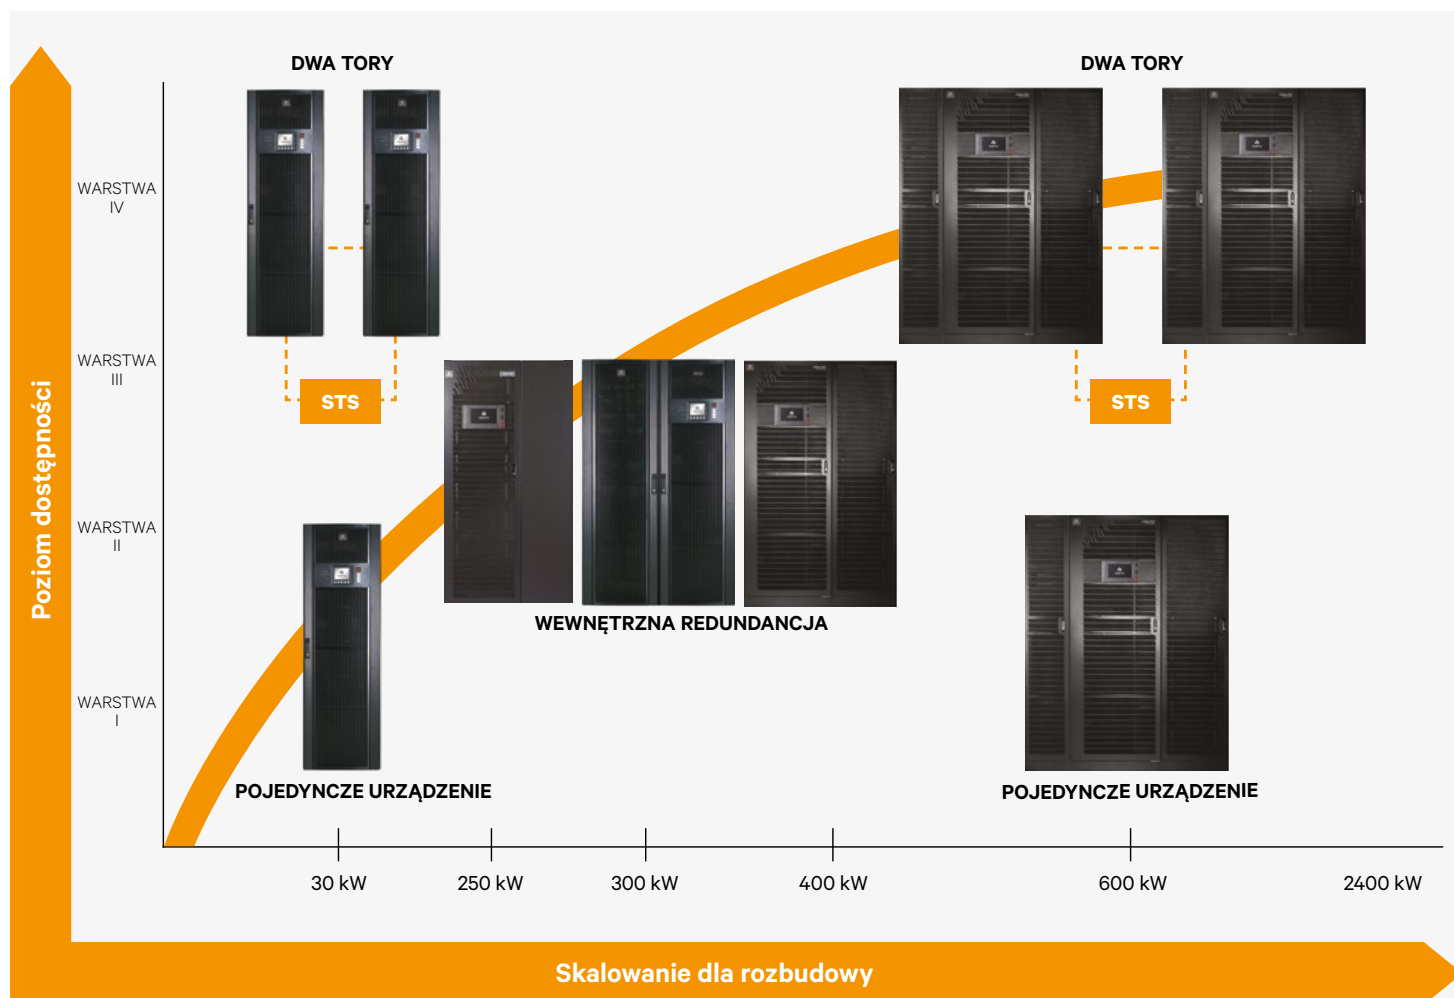 DWA TORY
DWA TORY
WARSTWA
IV
WARSTWA
III
STS
STS
Poziom dostępności
WARSTWA
II
WEWNĘTRZNA REDUNDANCJA
WARSTWA
I
POJEDYNCZE URZĄDZENIE
POJEDYNCZE URZĄDZENIE
30 kW
250 kW
300 kW
400 kW
600 kW
2400 kW
Skalowanie dla rozbudowy